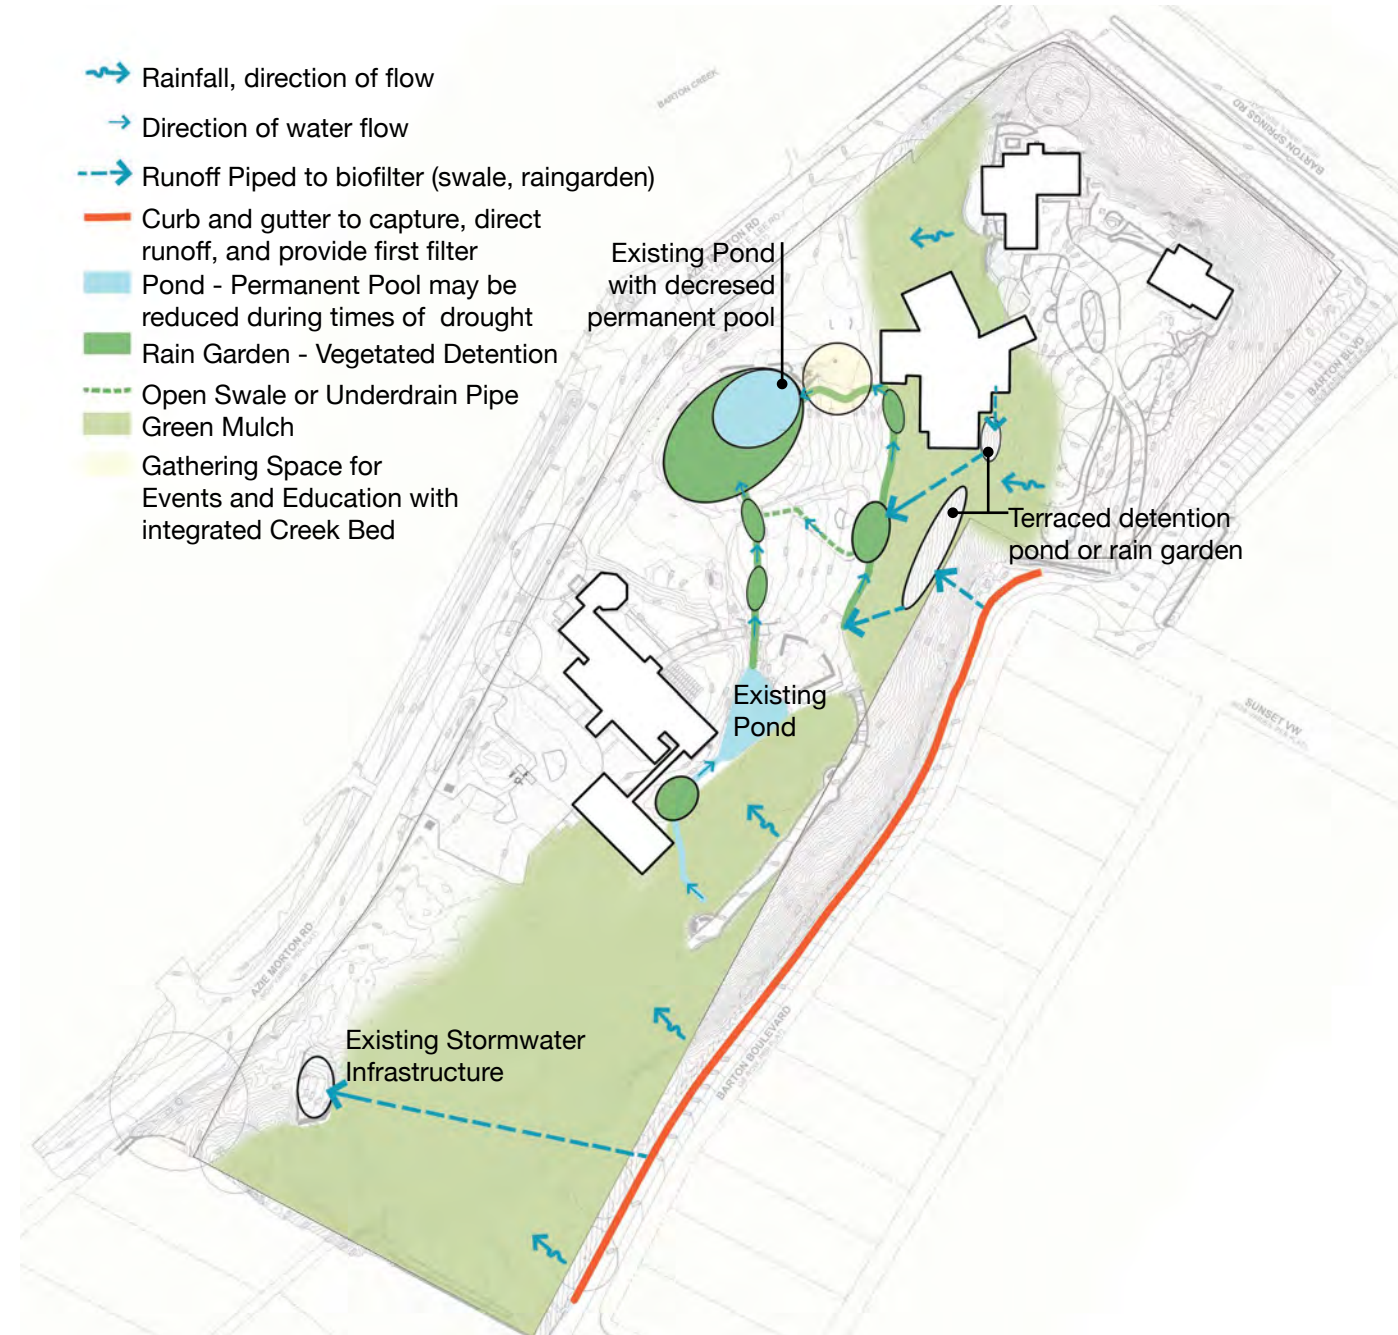 Rainfall, direction of flow
Direction of water flow
Runoff Piped to biofilter (swale, raingarden)
Curb and gutter to capture, direct
runoff, and provide first filter
Pond - Permanent Pool may be
reduced during times of drought
Rain Garden - Vegetated Detention
Open Swale or Underdrain Pipe
Green Mulch
Gathering Space for
Events and Education with
integrated Creek Bed
BARTON CREEK
BARTON SPRINGS RD
Existing Pond
with decresed
permanent pool
BARTON BLVD
Terraced detention
pond or rain garden
Existing
Pond
SUNSET VW
AZIE MORTON RD
Existing Stormwater
Infrastructure
BARTON BOULEVARD